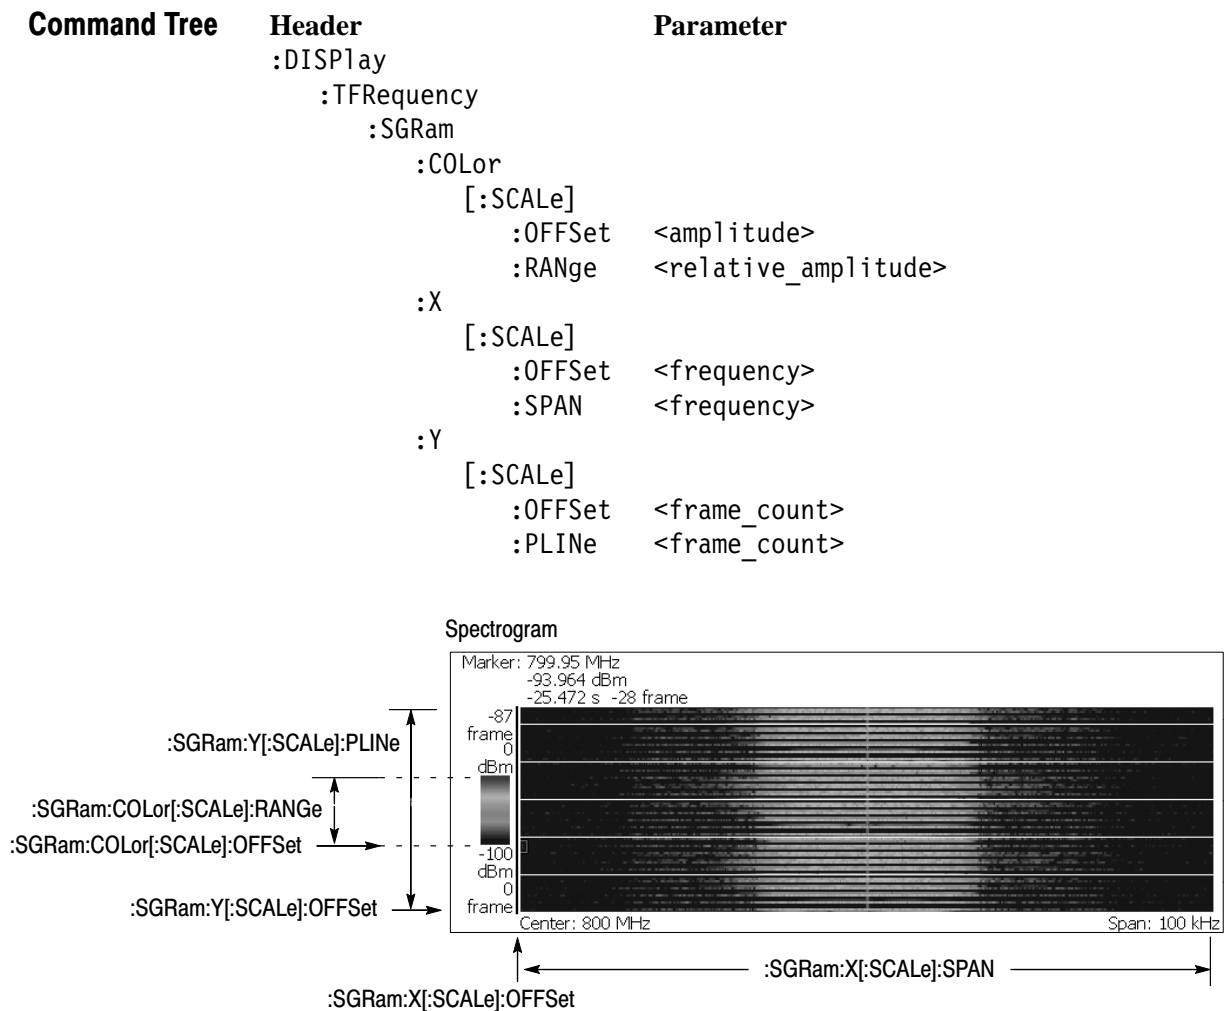 Command Tree Header Parameter
:DISPlay
:TFRequency
:SGRam
:COLor
[:SCALe]
:OFFSet <amplitude>
:RANge <relative_amplitude>
:X
[:SCALe]
:OFFSet <frequency>
:SPAN <frequency>
:Y
[:SCALe]
:OFFSet <frame_count>
:PLINe <frame_count>
Spectrogram
Marker: 799.95 MHz
-93.964 dBm
-25.472 s -28 frame
-87
frame
0
dBm
-100
dBm
0
frame
:SGRam:Y[:SCALe]:PLINe
:SGRam:COLor[:SCALe]:RANGe
:SGRam:COLor[:SCALe]:OFFSet
:SGRam:Y[:SCALe]:OFFSet
Center: 800 MHz Span: 100 kHz
:SGRam:X[:SCALe]:SPAN
:SGRam:X[:SCALe]:OFFSet